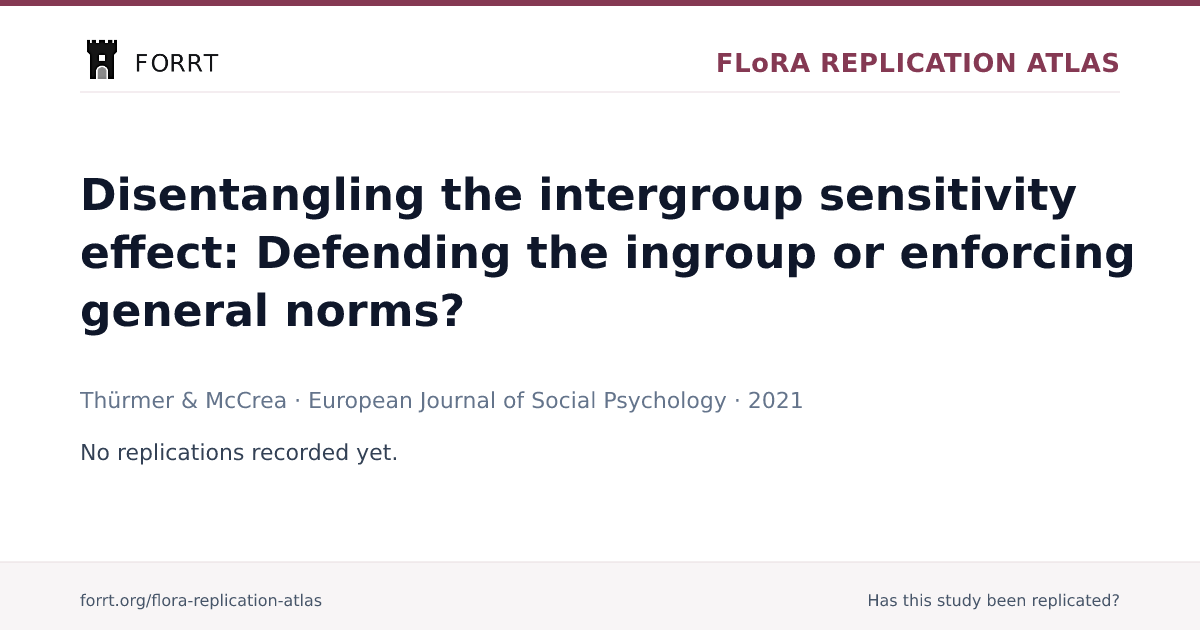 FORRT
FLoRA REPLICATION ATLAS
Disentangling the intergroup sensitivity
effect: Defending the ingroup or enforcing
general norms?
Thürmer & McCrea · European Journal of Social Psychology · 2021
No replications recorded yet.
forrt.org/flora-replication-atlas
Has this study been replicated?